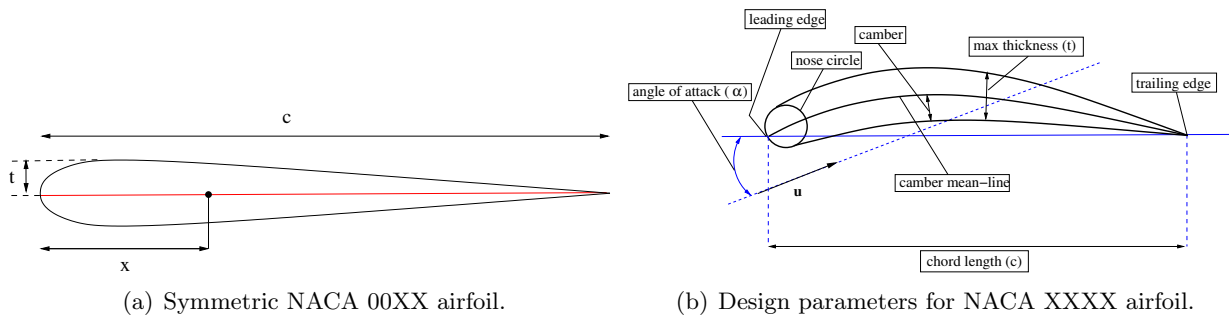 c
t
x
(a) Symmetric NACA 00XX airfoil.
leading edge
camber
max thickness (t)
nose circle
angle of attack (α)
trailing edge
u
camber mean−line
chord length (c)
(b) Design parameters for NACA XXXX airfoil.